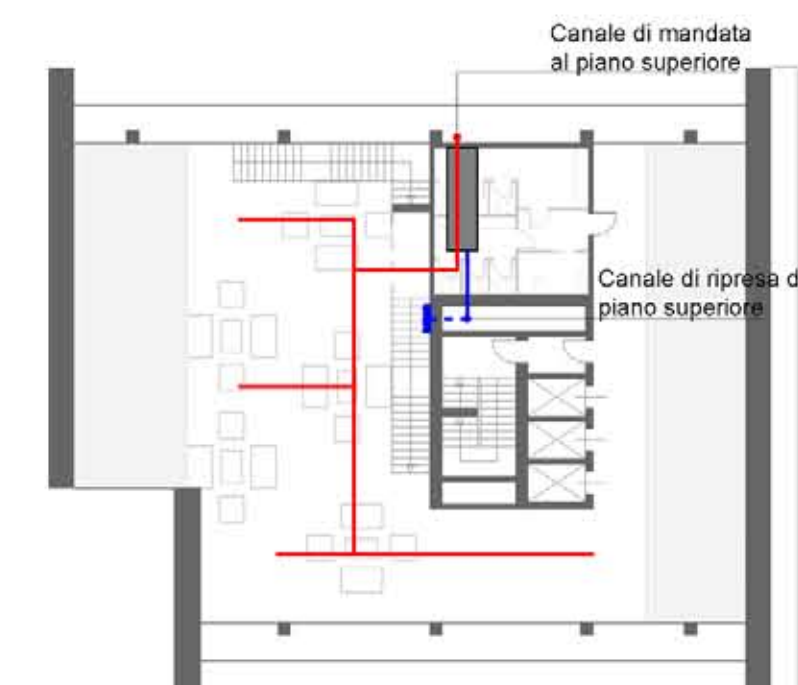 Canale di mandata
al piano superiore
Canale di ripresa d
piano superiore